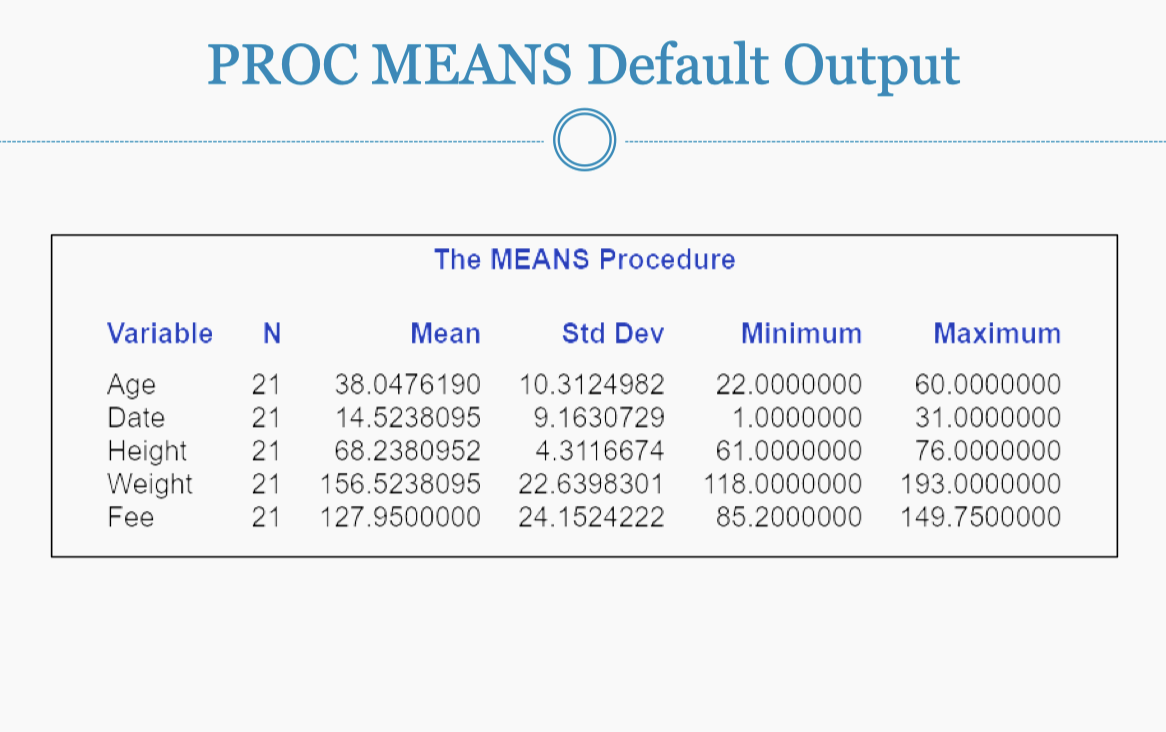 PROC MEANS Default Output
The MEANS Procedure
Variable N Mean Std Dev Minimum Maximum
Age 21 38.0476190 10.3124982 22.0000000 60.0000000
Date 21 14.5238095 9.1630729 1.0000000 31.0000000
Height 21 68.2380952 4.3116674 61.0000000 76.0000000
Weight 21 156.5238095 22.6398301 118.0000000 193.0000000
Fee 21 127.9500000 24.1524222 85.2000000 149.7500000